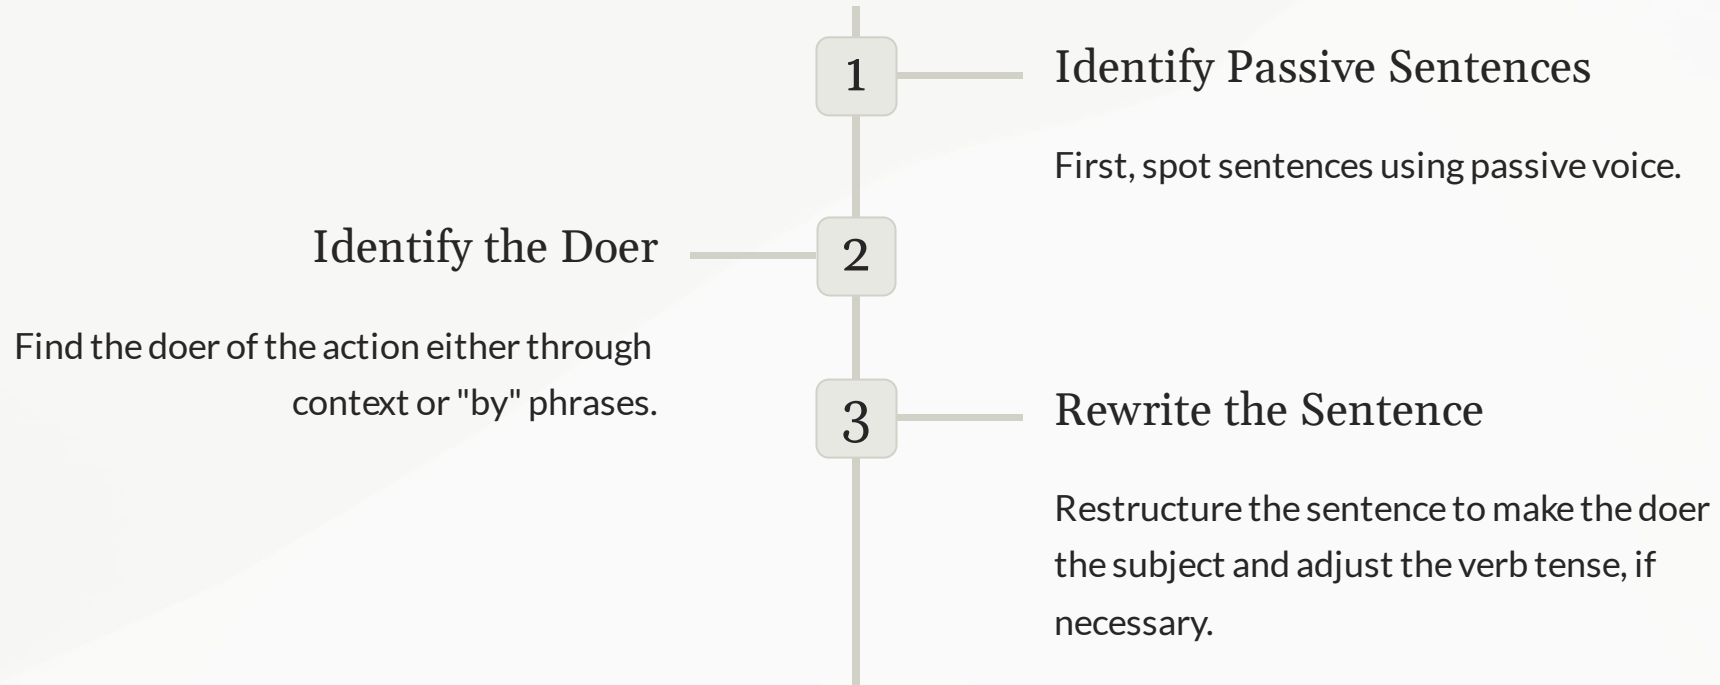 1
Identify Passive Sentences
First, spot sentences using passive voice.
2
Identify the Doer
Find the doer of the action either through
context or "by" phrases.
3
Rewrite the Sentence
Restructure the sentence to make the doer
the subject and adjust the verb tense, if
necessary.